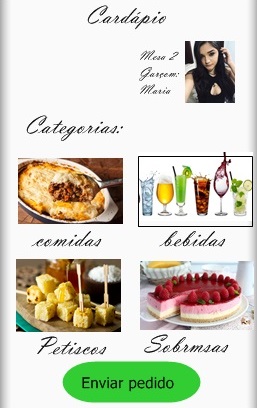 Cardápio
Mesa 2
Garçom:
Maria
Categorias:
comidas
bebidas
Petiscos
Sobrmsas
Enviar pedido